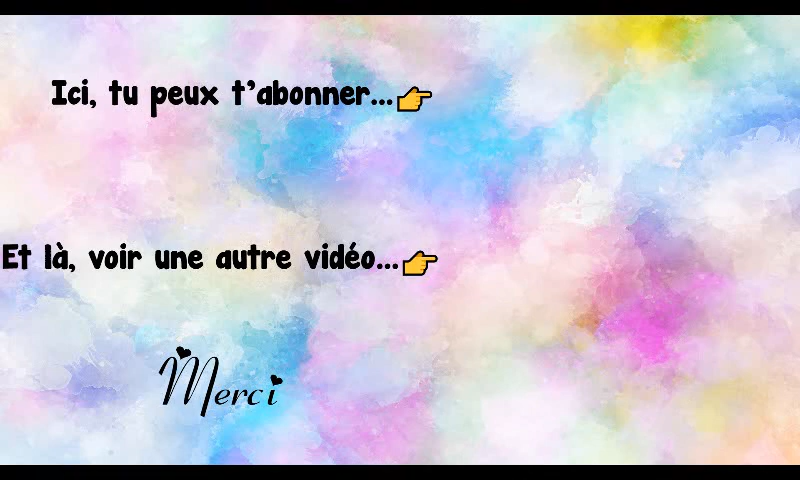 Ici, tu peux t'abonner...👉
Et là, voir une autre vidéo...👉
Merci